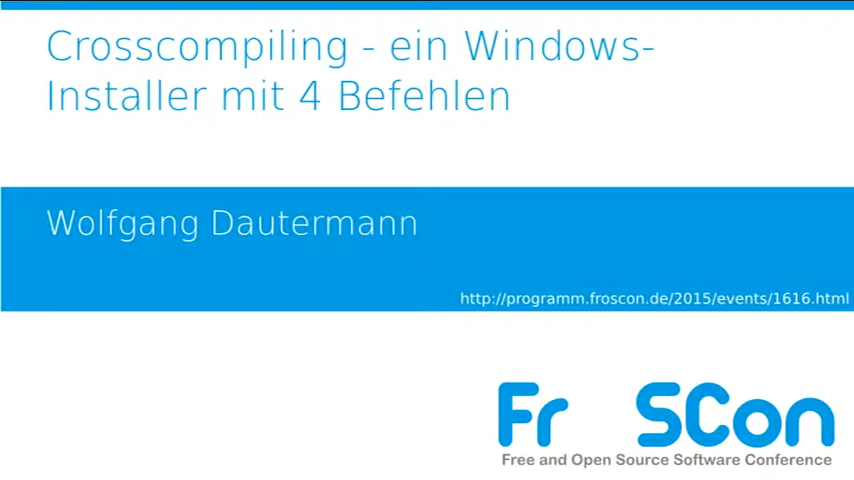 Crosscompiling - ein Windows-
Installer mit 4 Befehlen
Wolfgang Dautermann
http://programm.froscon.de/2015/events/1616.html
Fr SCon
Free and Open Source Software Conference